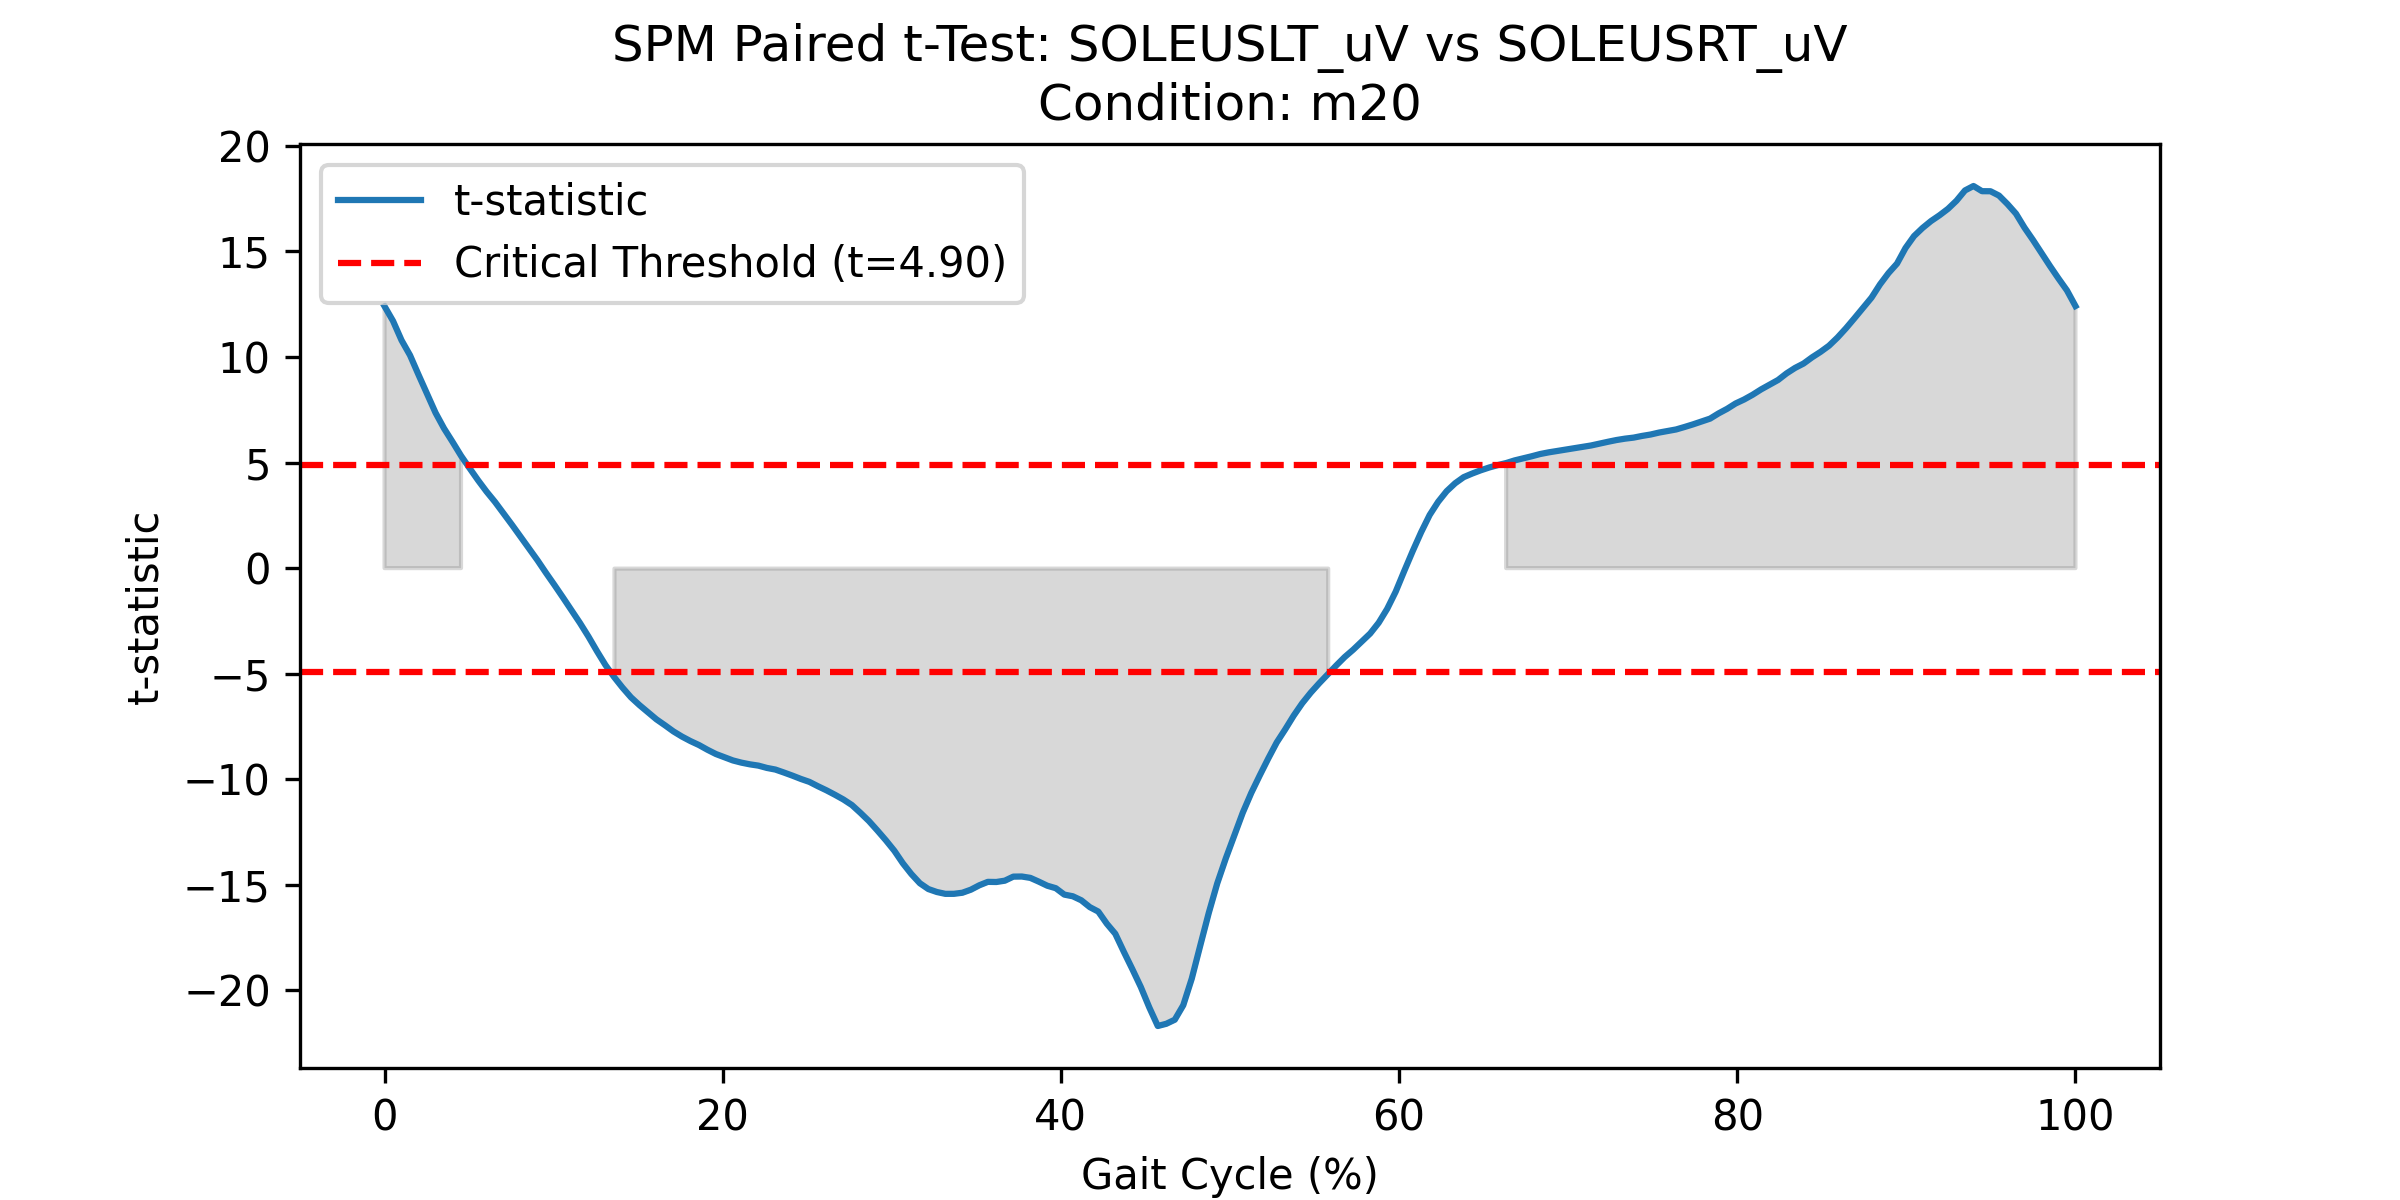 SPM Paired t-Test: SOLEUSLT_uV vs SOLEUSRT_uV
Condition: m20
t-statistic
Critical Threshold (t=4.90)
20
15
10
5
0
−5
−10
−15
−20
t-statistic
0 20 40 60 80 100
Gait Cycle (%)